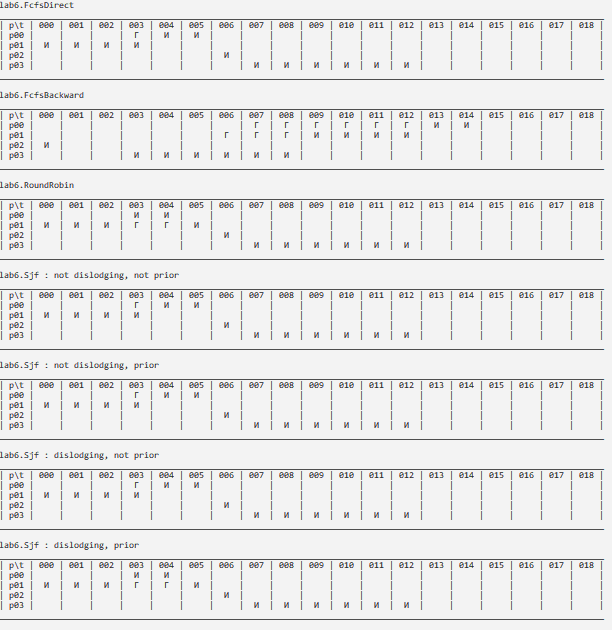 lab6.FcfsDirect
| p\t | 000 | 001 | 002 | 003 | 004 | 005 | 006 | 007 | 008 | 009 | 010 | 011 | 012 | 013 | 014 | 015 | 016 | 017 | 018 |
| p00 | | | | Г | И | И | | | | | | | | | | | | | |
| p01 | И | И | И | И | | | | | | | | | | | | | | | |
| p02 | | | | | | | И | | | | | | | | | | | | |
| p03 | | | | | | | | И | И | И | И | И | И | | | | | | |
lab6.FcfsBackward
| p\t | 000 | 001 | 002 | 003 | 004 | 005 | 006 | 007 | 008 | 009 | 010 | 011 | 012 | 013 | 014 | 015 | 016 | 017 | 018 |
| p00 | | | | | | | | Г | Г | Г | Г | Г | Г | И | И | | | | |
| p01 | | | | | | | Г | Г | Г | И | И | И | И | | | | | | |
| p02 | И | | | | | | | | | | | | | | | | | | |
| p03 | | | | И | И | И | И | И | И | | | | | | | | | | |
lab6.RoundRobin
| p\t | 000 | 001 | 002 | 003 | 004 | 005 | 006 | 007 | 008 | 009 | 010 | 011 | 012 | 013 | 014 | 015 | 016 | 017 | 018 |
| p00 | | | | И | И | | | | | | | | | | | | | | |
| p01 | И | И | И | Г | Г | И | | | | | | | | | | | | | |
| p02 | | | | | | | И | | | | | | | | | | | | |
| p03 | | | | | | | | И | И | И | И | И | И | | | | | | |
lab6.Sjf : not dislodging, not prior
| p\t | 000 | 001 | 002 | 003 | 004 | 005 | 006 | 007 | 008 | 009 | 010 | 011 | 012 | 013 | 014 | 015 | 016 | 017 | 018 |
| p00 | | | | Г | И | И | | | | | | | | | | | | | |
| p01 | И | И | И | И | | | | | | | | | | | | | | | |
| p02 | | | | | | | И | | | | | | | | | | | | |
| p03 | | | | | | | | И | И | И | И | И | И | | | | | | |
lab6.Sjf : not dislodging, prior
| p\t | 000 | 001 | 002 | 003 | 004 | 005 | 006 | 007 | 008 | 009 | 010 | 011 | 012 | 013 | 014 | 015 | 016 | 017 | 018 |
| p00 | | | | Г | И | И | | | | | | | | | | | | | |
| p01 | И | И | И | И | | | | | | | | | | | | | | | |
| p02 | | | | | | | И | | | | | | | | | | | | |
| p03 | | | | | | | | И | И | И | И | И | И | | | | | | |
lab6.Sjf : dislodging, not prior
| p\t | 000 | 001 | 002 | 003 | 004 | 005 | 006 | 007 | 008 | 009 | 010 | 011 | 012 | 013 | 014 | 015 | 016 | 017 | 018 |
| p00 | | | | Г | И | И | | | | | | | | | | | | | |
| p01 | И | И | И | И | | | | | | | | | | | | | | | |
| p02 | | | | | | | И | | | | | | | | | | | | |
| p03 | | | | | | | | И | И | И | И | И | И | | | | | | |
lab6.Sjf : dislodging, prior
| p\t | 000 | 001 | 002 | 003 | 004 | 005 | 006 | 007 | 008 | 009 | 010 | 011 | 012 | 013 | 014 | 015 | 016 | 017 | 018 |
| p00 | | | | И | И | | | | | | | | | | | | | | |
| p01 | И | И | И | Г | Г | И | | | | | | | | | | | | | |
| p02 | | | | | | | И | | | | | | | | | | | | |
| p03 | | | | | | | | И | И | И | И | И | И | | | | | | |